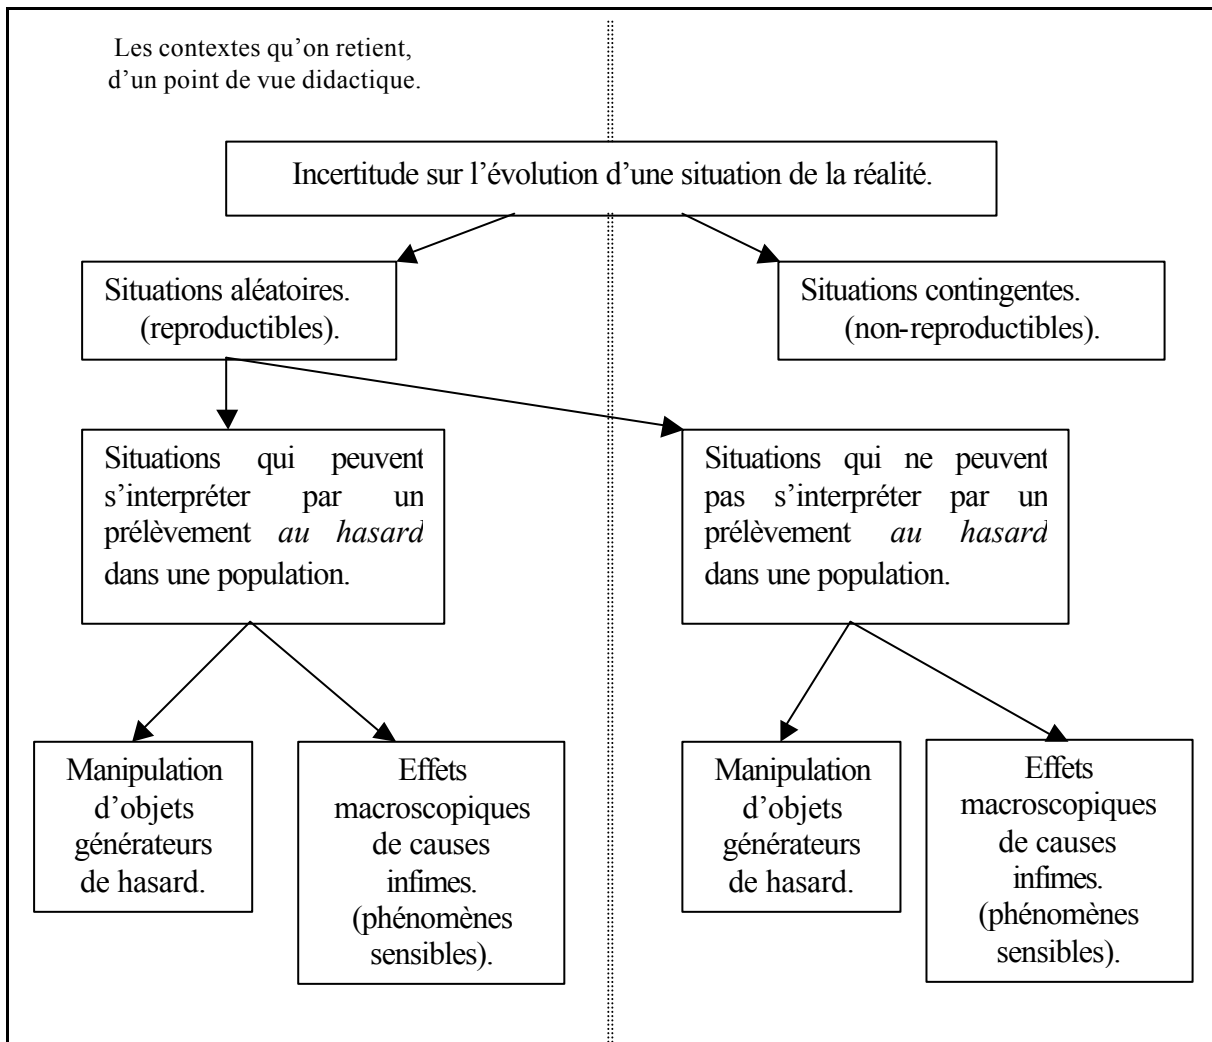 Les contextes qu’on retient,
d’un point de vue didactique.
Incertitude sur l’évolution d’une situation de la réalité.
Situations aléatoires.
(reproductibles).
Situations contingentes.
(non-reproductibles).
Situations qui peuvent
s’interpréter par un
prélèvement au hasard
dans une population.
Situations qui ne peuvent
pas s’interpréter par un
prélèvement au hasard
dans une population.
Manipulation
d’objets
générateurs
de hasard.
Effets
macroscopiques
de causes
infimes.
(phénomènes
sensibles).
Manipulation
d’objets
générateurs
de hasard.
Effets
macroscopiques
de causes
infimes.
(phénomènes
sensibles).